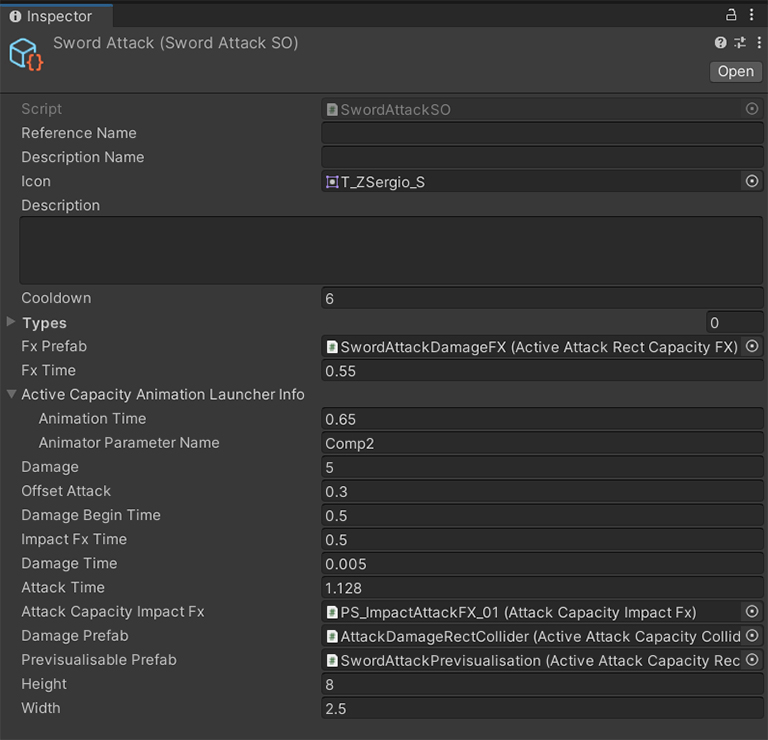 Inspector
Sword Attack (Sword Attack SO)
Open
Script SwordAttackSO
Reference Name
Description Name
Icon T_ZSergio_S
Description
Cooldown 6
Types 0
Fx Prefab SwordAttackDamageFX (Active Attack Rect Capacity FX)
Fx Time 0.55
Active Capacity Animation Launcher Info
Animation Time 0.65
Animator Parameter Name Comp2
Damage 5
Offset Attack 0.3
Damage Begin Time 0.5
Impact Fx Time 0.5
Damage Time 0.005
Attack Time 1.128
Attack Capacity Impact Fx PS_ImpactAttackFX_01 (Attack Capacity Impact Fx)
Damage Prefab AttackDamageRectCollider (Active Attack Capacity Collid
Previsualisable Prefab SwordAttackPrevisualisation (Active Attack Capacity Rec
Height 8
Width 2.5